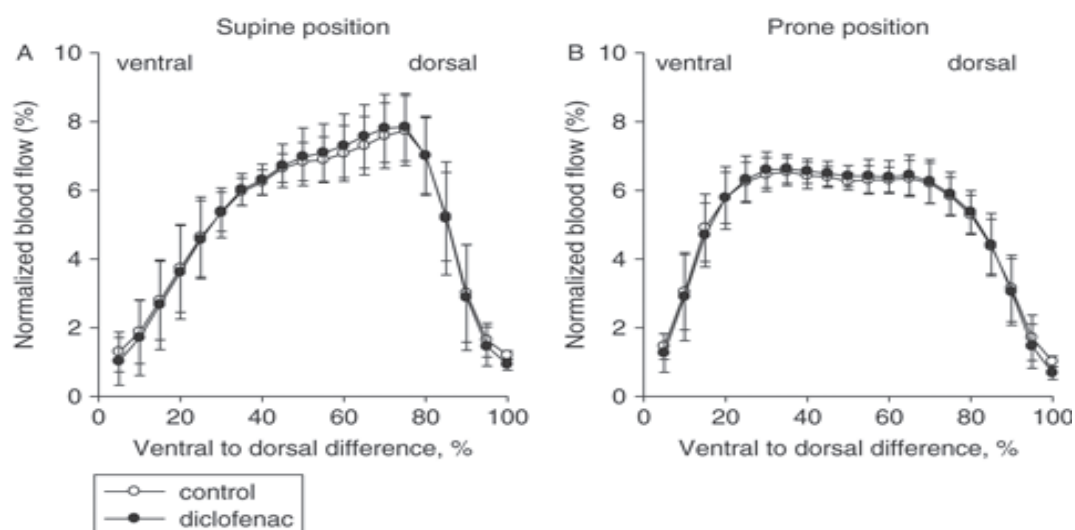 Supine position
Prone position
A
B
ventral
dorsal
ventral
dorsal
Normalized blood flow (%)
10
8
6
4
2
0
Normalized blood flow (%)
10
8
6
4
2
0
0 20 40 60 80 100
0 20 40 60 80 100
Ventral to dorsal difference, %
Ventral to dorsal difference, %
control
diclofenac